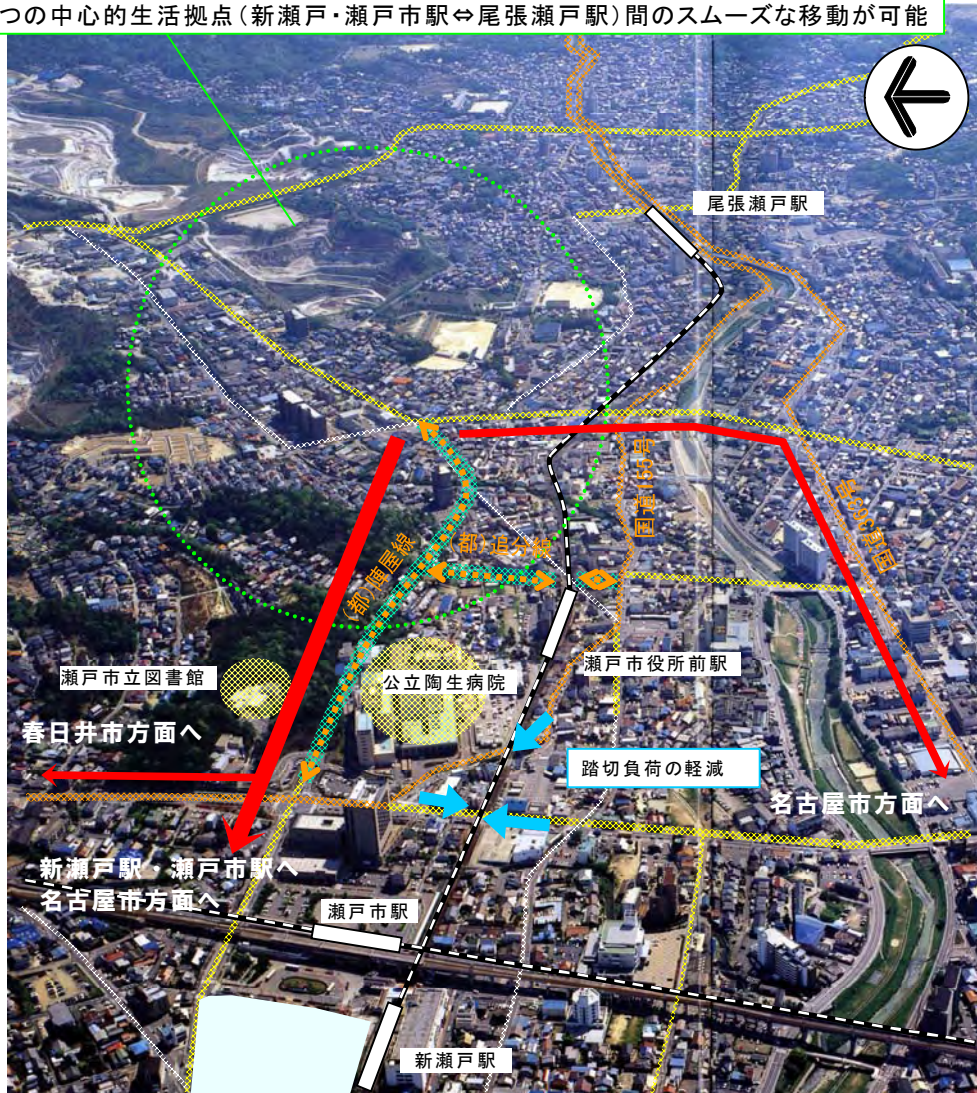 つの中心的生活拠点(新瀬戸・瀬戸市駅⇔尾張瀬戸駅)間のスムーズな移動が可能
尾張瀬戸駅
国道155号
国道363号
(都)追分線
(都)陣屋線
瀬戸市役所前駅
瀬戸市立図書館
公立陶生病院
春日井市方面へ
踏切負荷の軽減
名古屋市方面へ
新瀬戸駅・瀬戸市駅へ
名古屋市方面へ
瀬戸市駅
新瀬戸駅